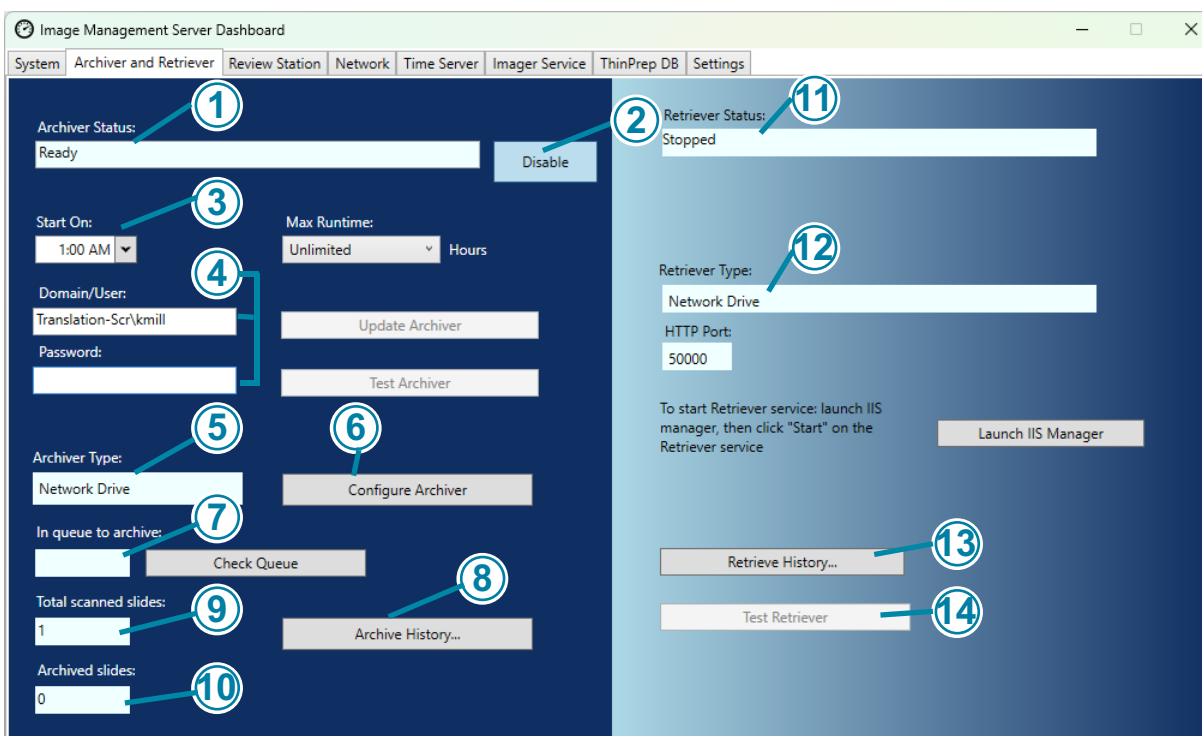 Image Management Server Dashboard
System Archiver and Retriever Review Station Network Time Server Imager Service ThinPrep DB Settings
1
Archiver Status:
Ready
2
Disable
3
Start On:
1:00 AM
Max Runtime:
Unlimited
Hours
4
Domain/User:
Translation-Scr\kmill
Update Archiver
Password:
Test Archiver
5
6
Archiver Type:
Network Drive
Configure Archiver
7
In queue to archive:
Check Queue
8
Total scanned slides:
9
1
Archive History...
Archived slides:
10
0
11
Retriever Status:
Stopped
12
Retriever Type:
Network Drive
HTTP Port:
50000
To start Retriever service: launch IIS
manager, then click "Start" on the
Retriever service
Launch IIS Manager
13
Retrieve History...
14
Test Retriever